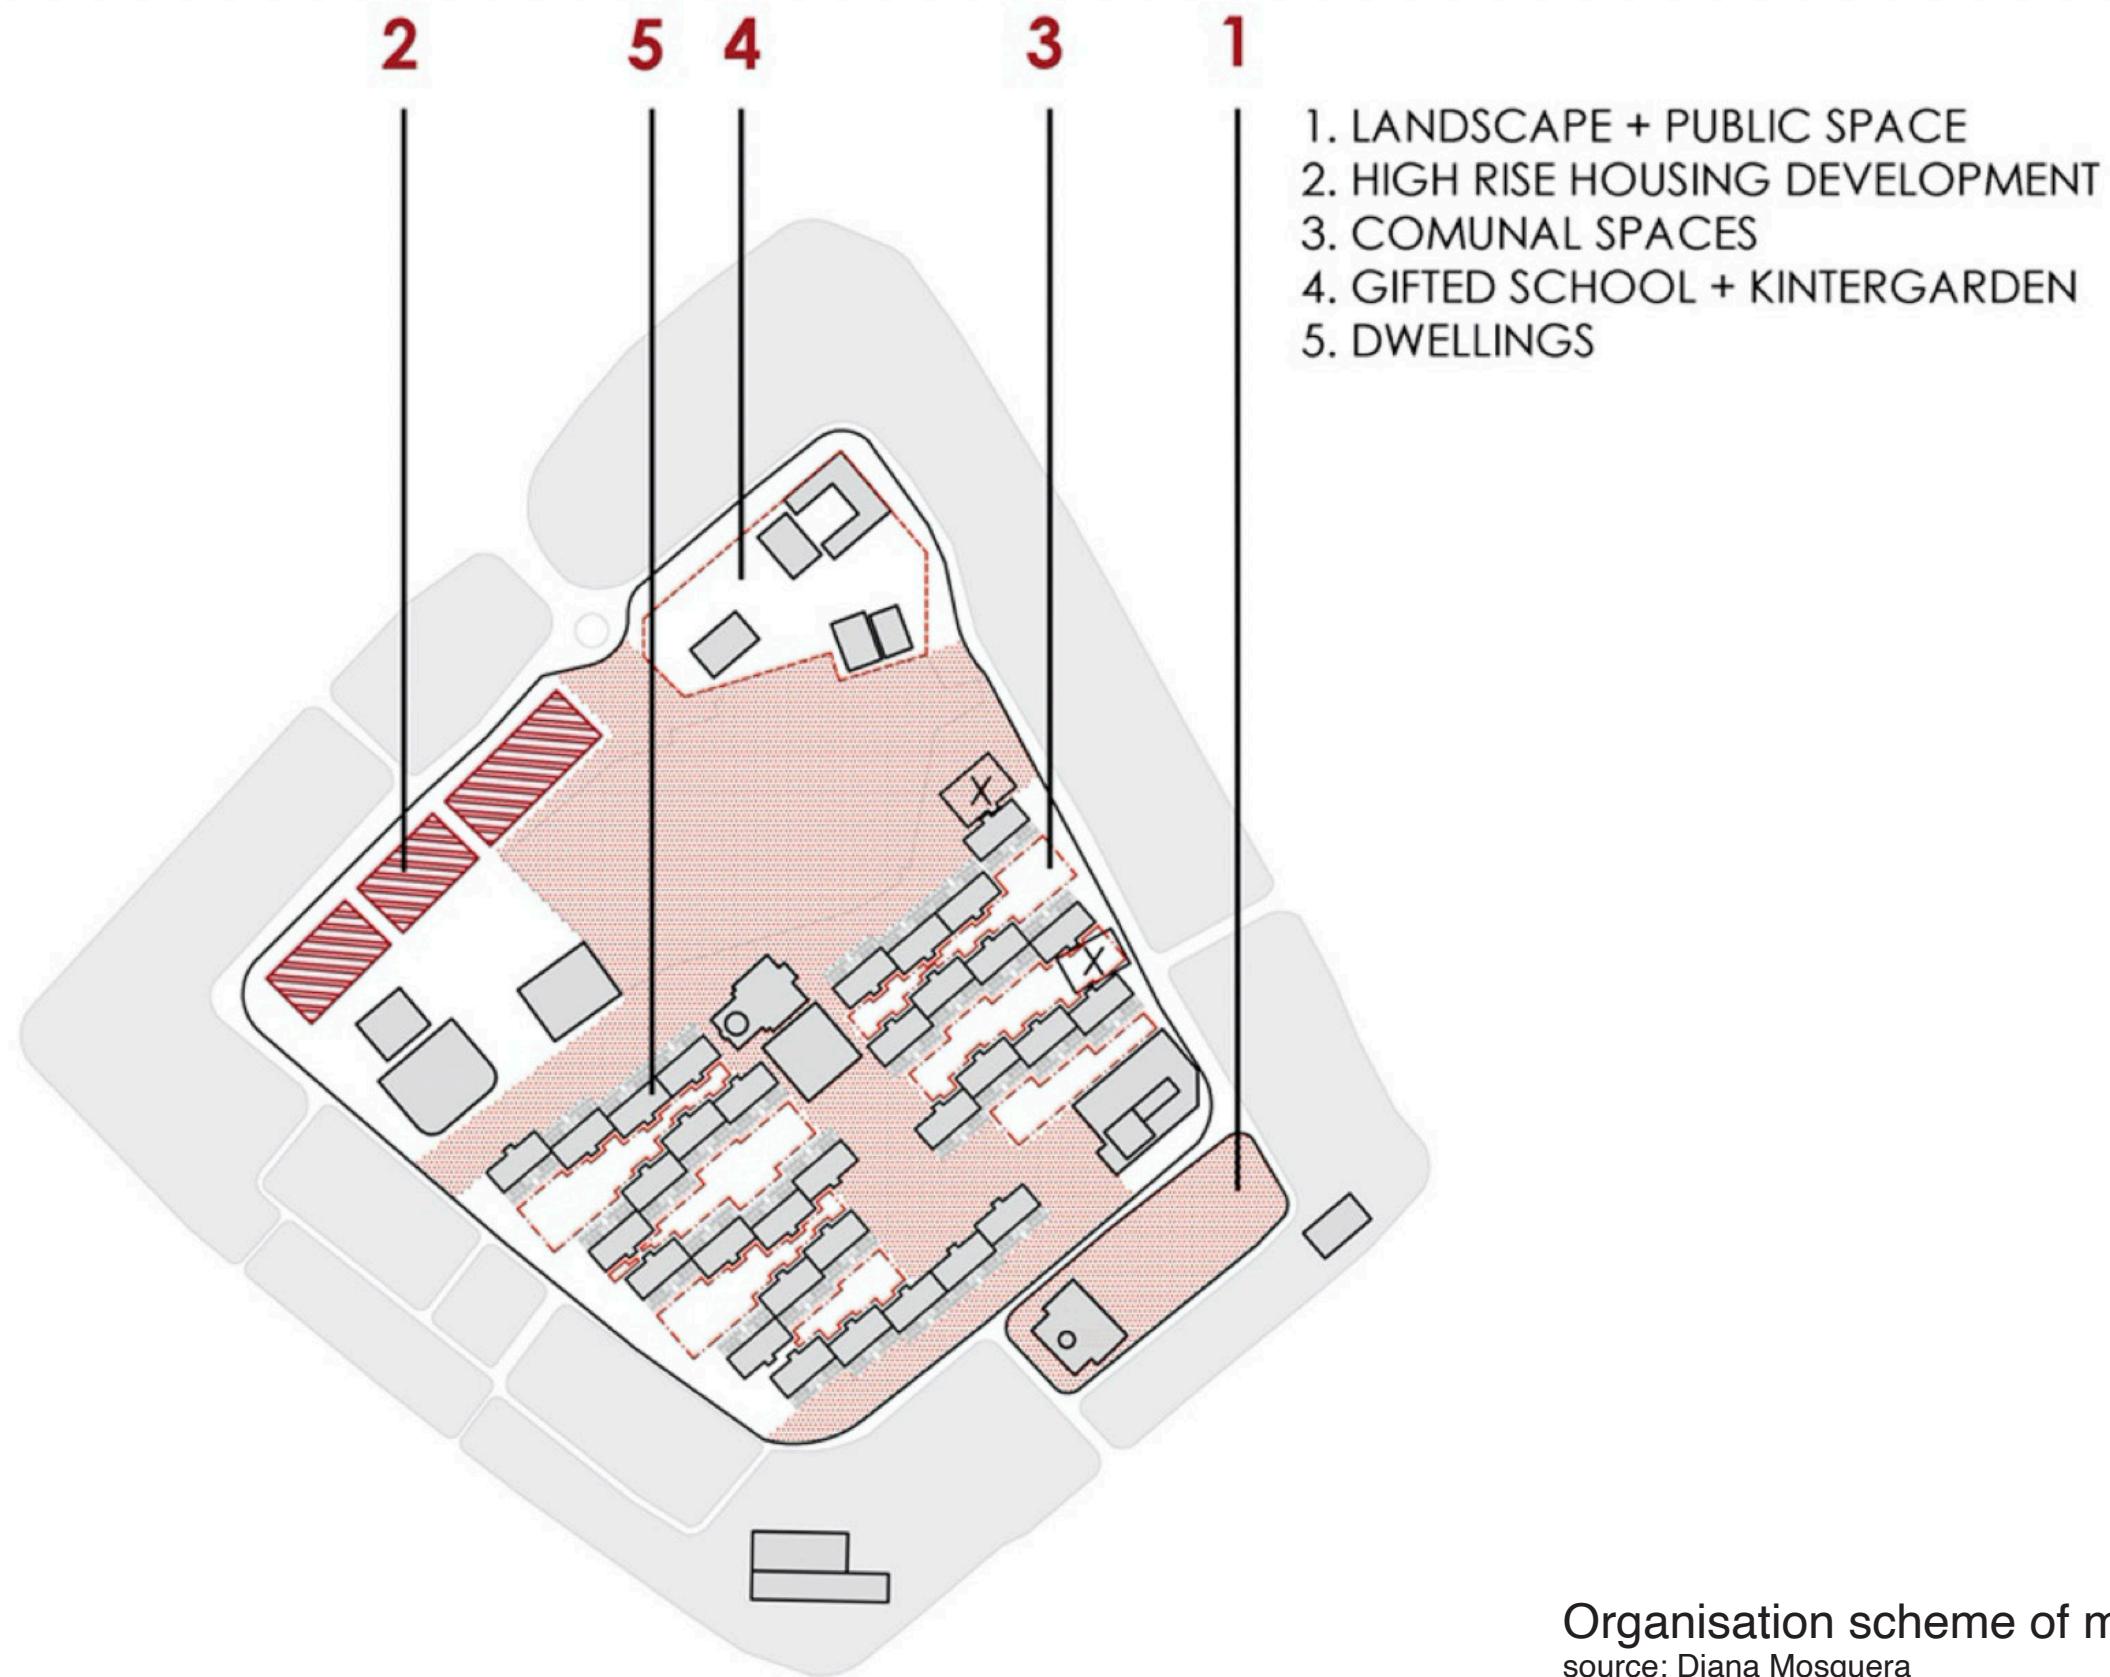 2 5 4 3 1
1. LANDSCAPE + PUBLIC SPACE
2. HIGH RISE HOUSING DEVELOPMENT
3. COMUNAL SPACES
4. GIFTED SCHOOL + KINTERGARDEN
5. DWELLINGS
Organisation scheme of
source: Diana Mosquera